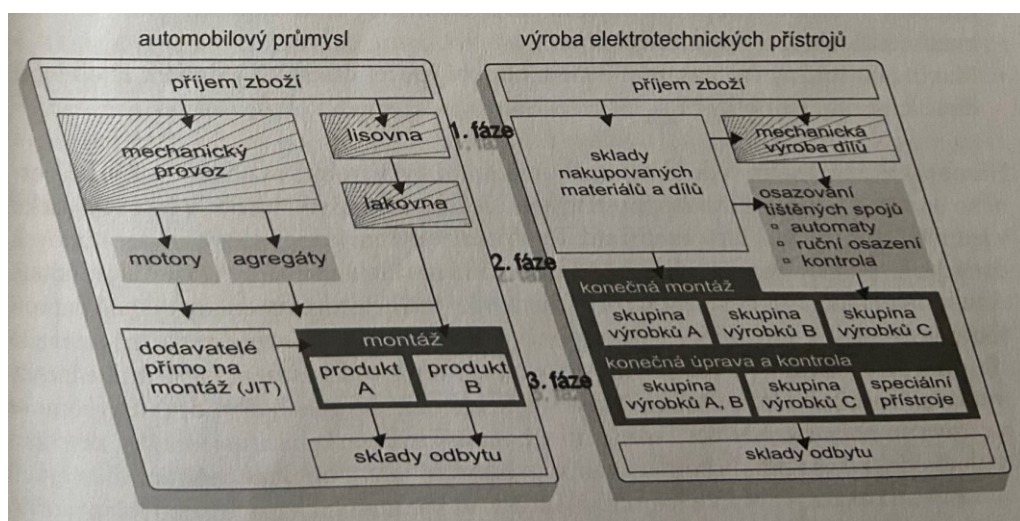 automobilový průmysl
příjem zboží
mechanický
provoz
lisovna
lakovna
motory
agregáty
dodavatelé
přímo na
montáž (JIT)
montáž
produkt
A
produkt
B
sklady odbytu
1. fáze
2. fáze
3. fáze
výroba elektrotechnických přístrojů
příjem zboží
sklady
nakupovaných
materiálů a dílů
mechanická
výroba dílů
osazování
tištěných spojů
automaty
ruční osazení
kontrola
konečná montáž
skupina
výrobků A
skupina
výrobků B
skupina
výrobků C
konečná úprava a kontrola
skupina
výrobků A, B
skupina
výrobků C
speciální
přístroje
sklady odbytu